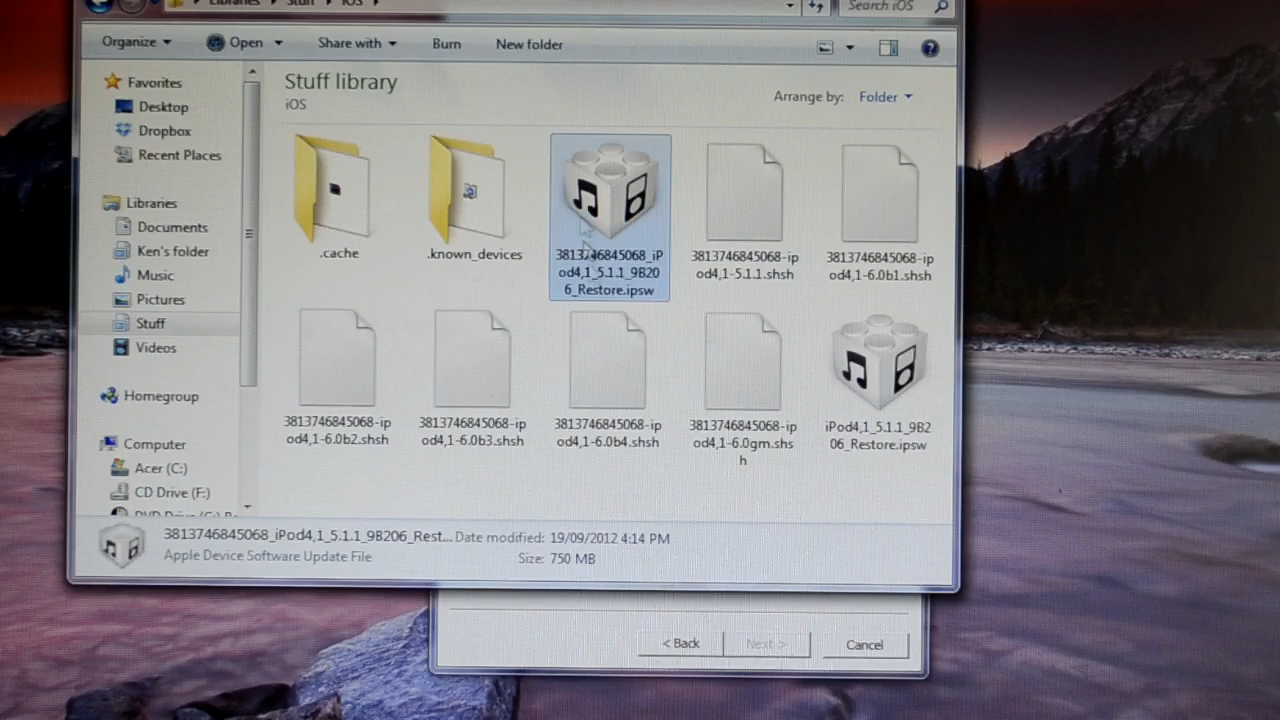 Libraries Stuff iOS
Search iOS
Organize Open Share with Burn New folder
Favorites
Desktop
Dropbox
Recent Places
Libraries
Documents
Ken's folder
Music
Pictures
Stuff
Videos
Homegroup
Computer
Acer (C:)
CD Drive (F:)
Stuff library
iOS
Arrange by: Folder
.cache
.known_devices
3813746845068_iP
od4,1_5.1.1_9B20
6_Restore.ipsw
3813746845068-ip
od4,1-5.1.1.shsh
3813746845068-ip
od4,1-6.0b1.shsh
3813746845068-ip
od4,1-6.0b2.shsh
3813746845068-ip
od4,1-6.0b3.shsh
3813746845068-ip
od4,1-6.0b4.shsh
3813746845068-ip
od4,1-6.0gm.shs
h
iPod4,1_5.1.1_9B2
06_Restore.ipsw
3813746845068_iPod4,1_5.1.1_9B206_Rest... Date modified: 19/09/2012 4:14 PM
Apple Device Software Update File Size: 750 MB
< Back Next > Cancel